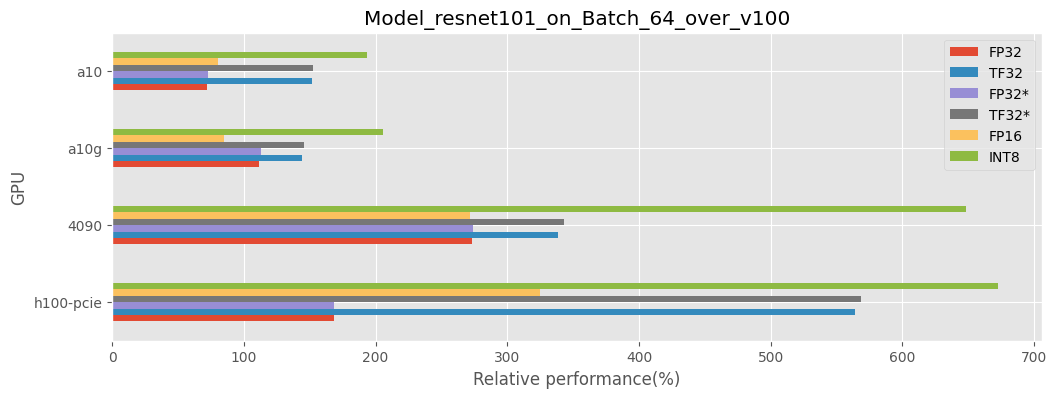 Model_resnet101_on_Batch_64_over_v100
FP32
TF32
FP32*
TF32*
FP16
INT8
a10
a10g
4090
h100-pcie
GPU
0 100 200 300 400 500 600 700
Relative performance(%)